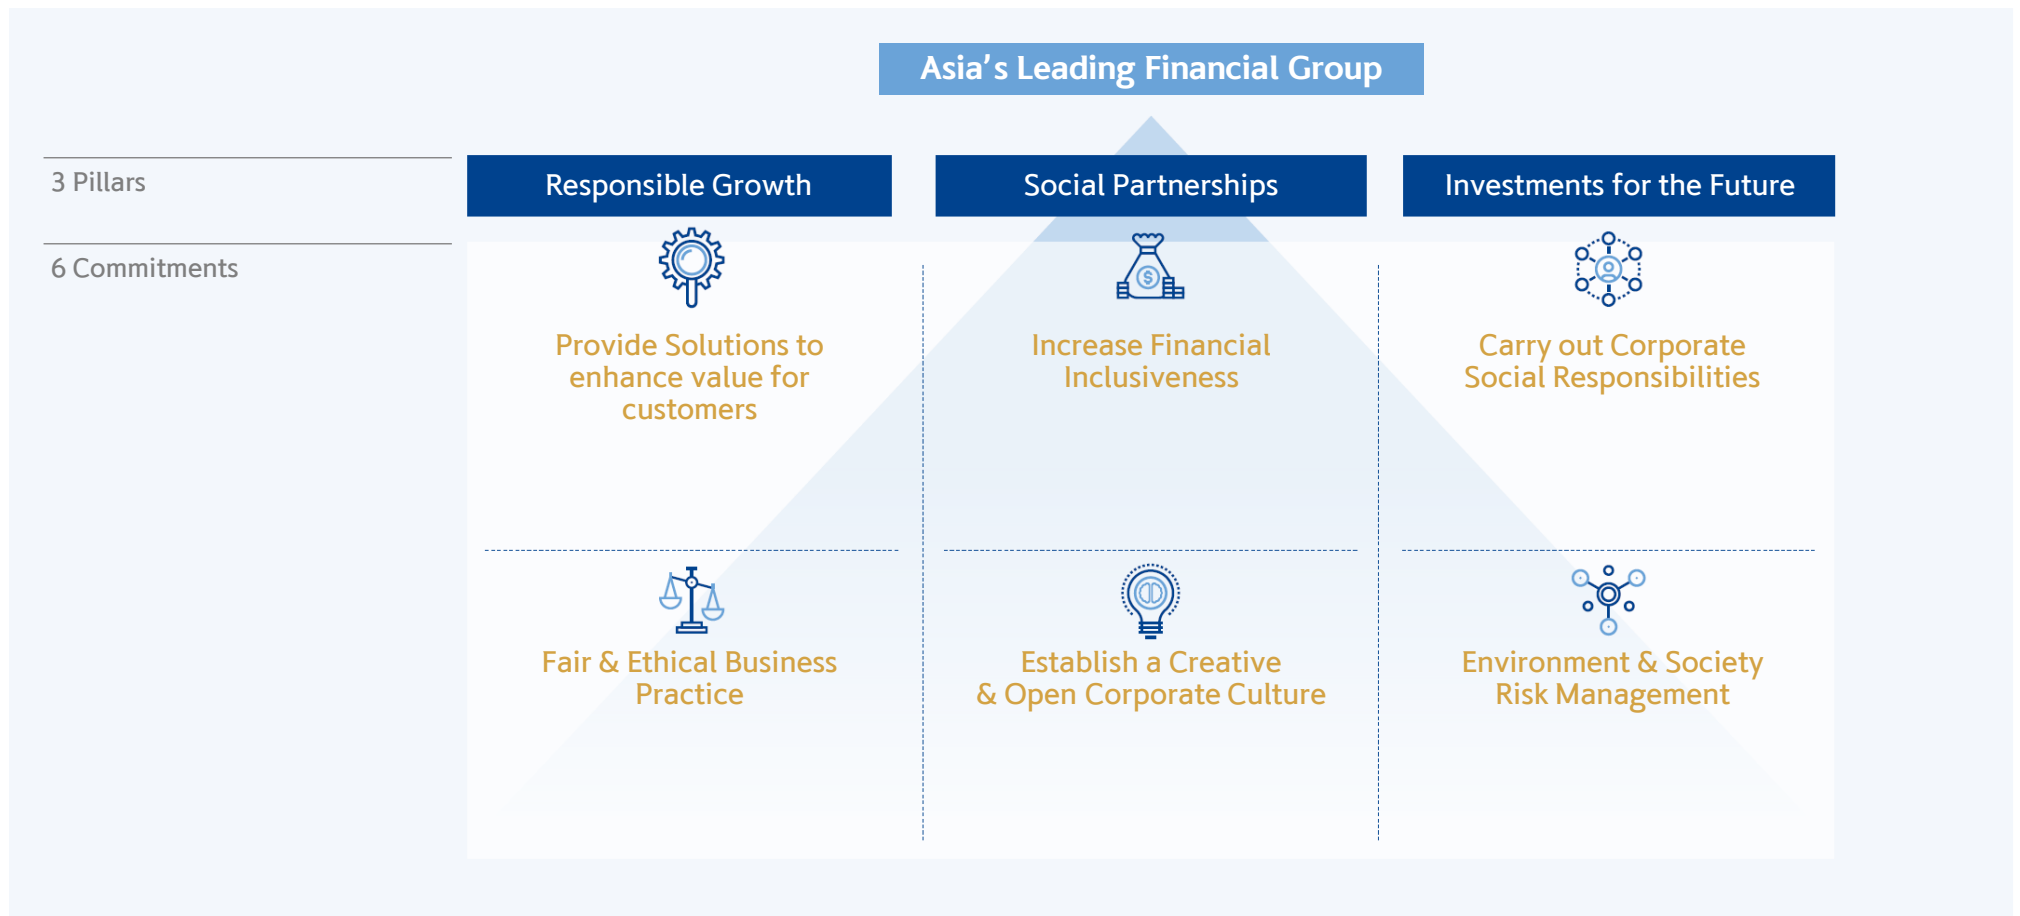 Asia's Leading Financial Group
3 Pillars
Responsible Growth
Social Partnerships
Investments for the Future
6 Commitments
Provide Solutions to
enhance value for
customers
Increase Financial
Inclusiveness
Carry out Corporate
Social Responsibilities
Fair & Ethical Business
Practice
Establish a Creative
& Open Corporate Culture
Environment & Society
Risk Management